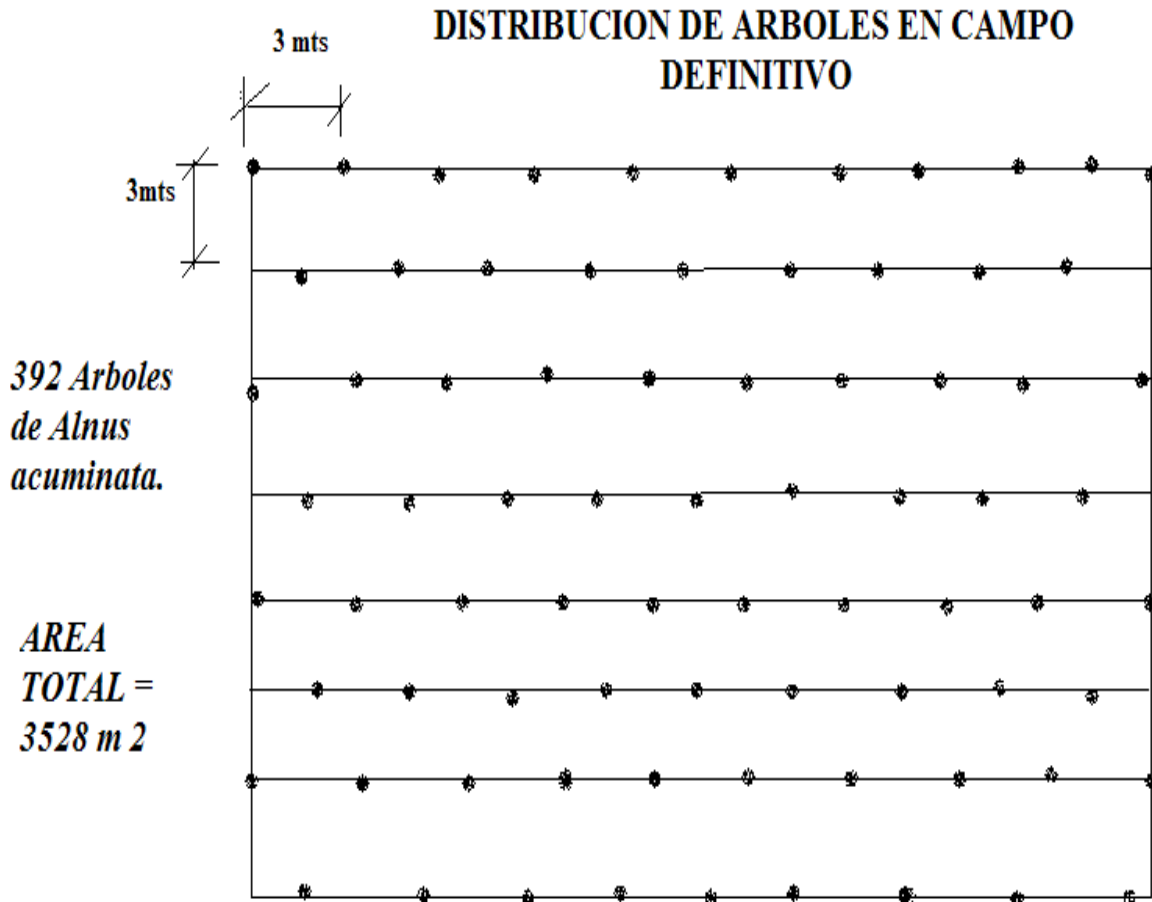 DISTRIBUCION DE ARBOLES EN CAMPO
DEFINITIVO
3 mts
3mts
392 Arboles
de Alnus
acuminata.
AREA
TOTAL =
3528 m 2